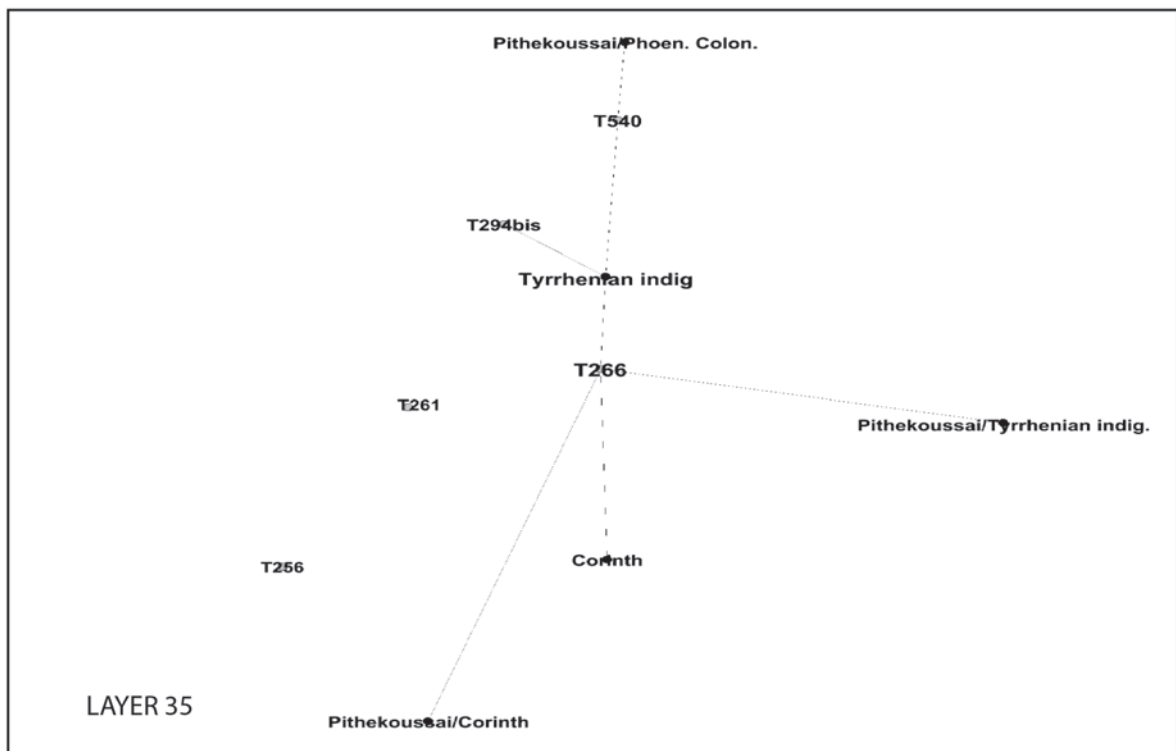 Pithekoussai/Phoen. Colon.
T540
T294bis
Tyrrhenian indig
T266
T261
Pithekoussai/Tyrrhenian indig.
Corinth
T256
LAYER 35
Pithekoussai/Corinth